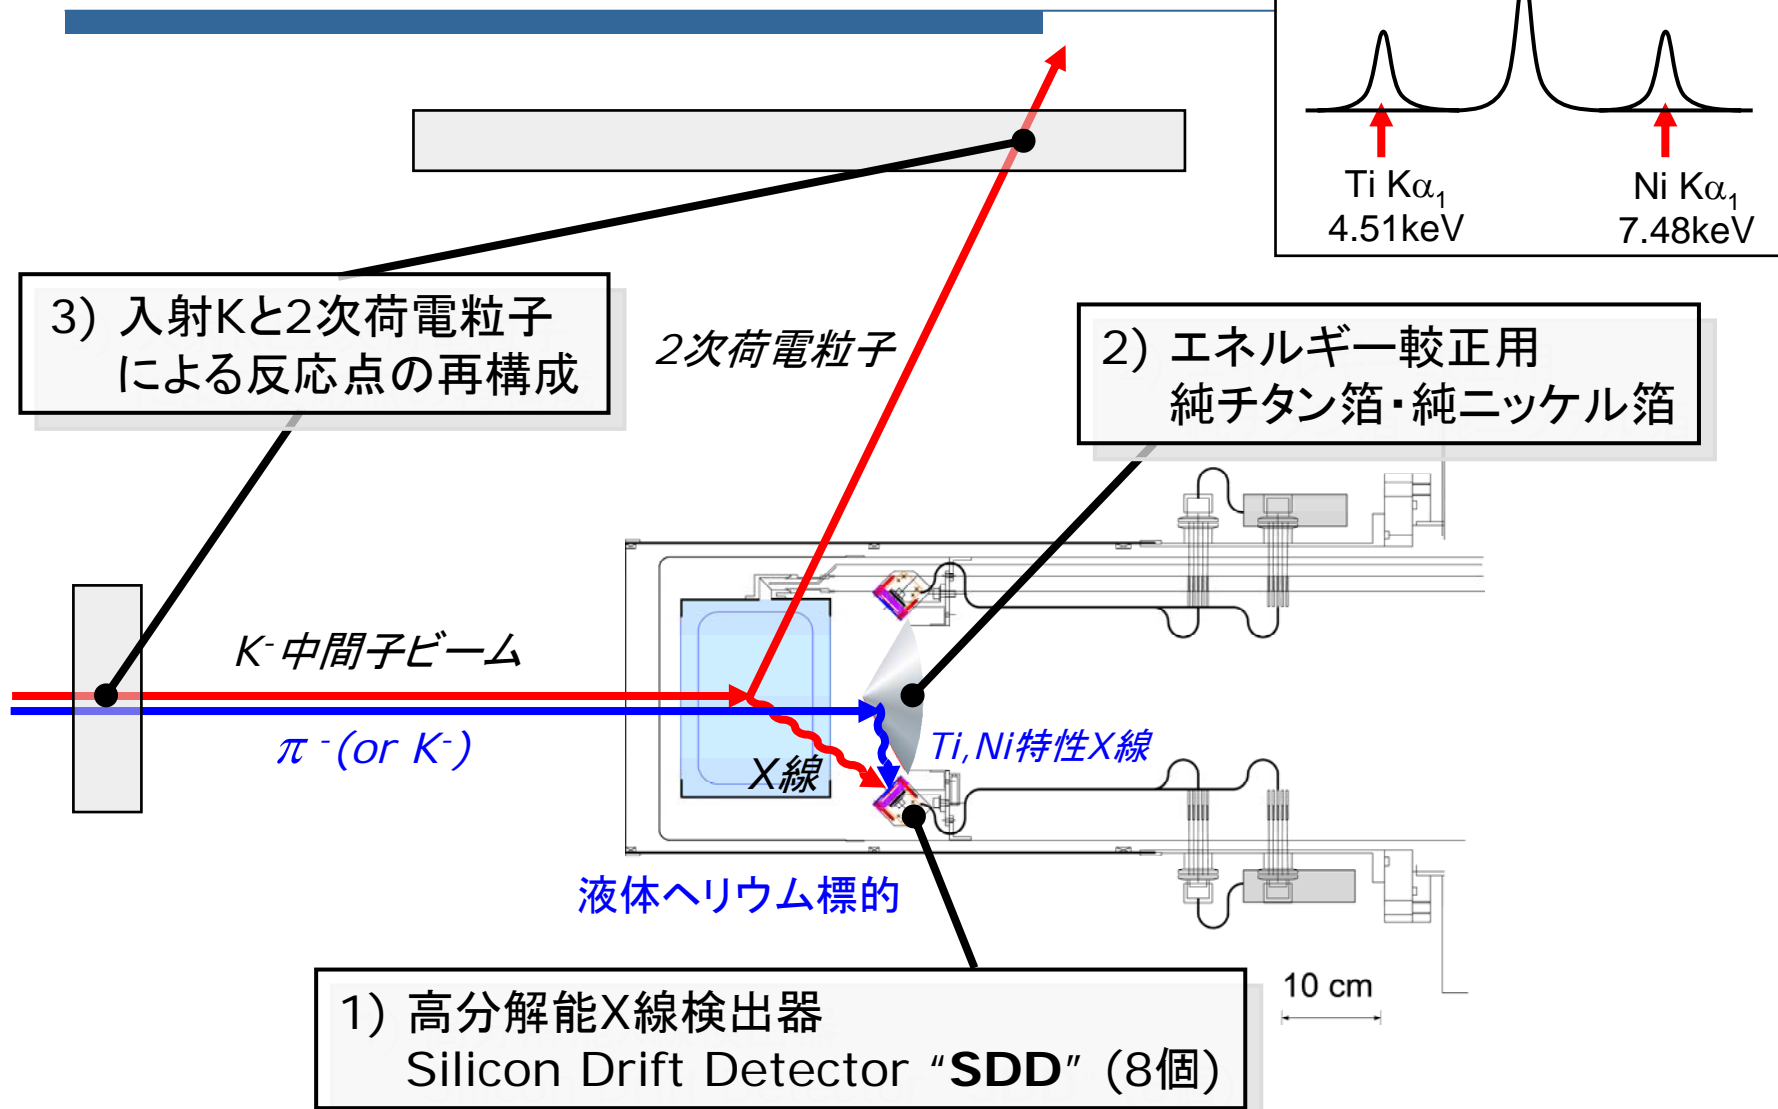 Ti Kα₁
4.51keV
Ni Kα₁
7.48keV
3) 入射Kと2次荷電粒子
による反応点の再構成
2次荷電粒子
2) エネルギー較正用
純チタン箔・純ニッケル箔
K⁻中間子ビーム
π⁻(or K⁻)
X線
Ti,Ni特性X線
液体ヘリウム標的
1) 高分解能X線検出器
Silicon Drift Detector “SDD” (8個)
10 cm